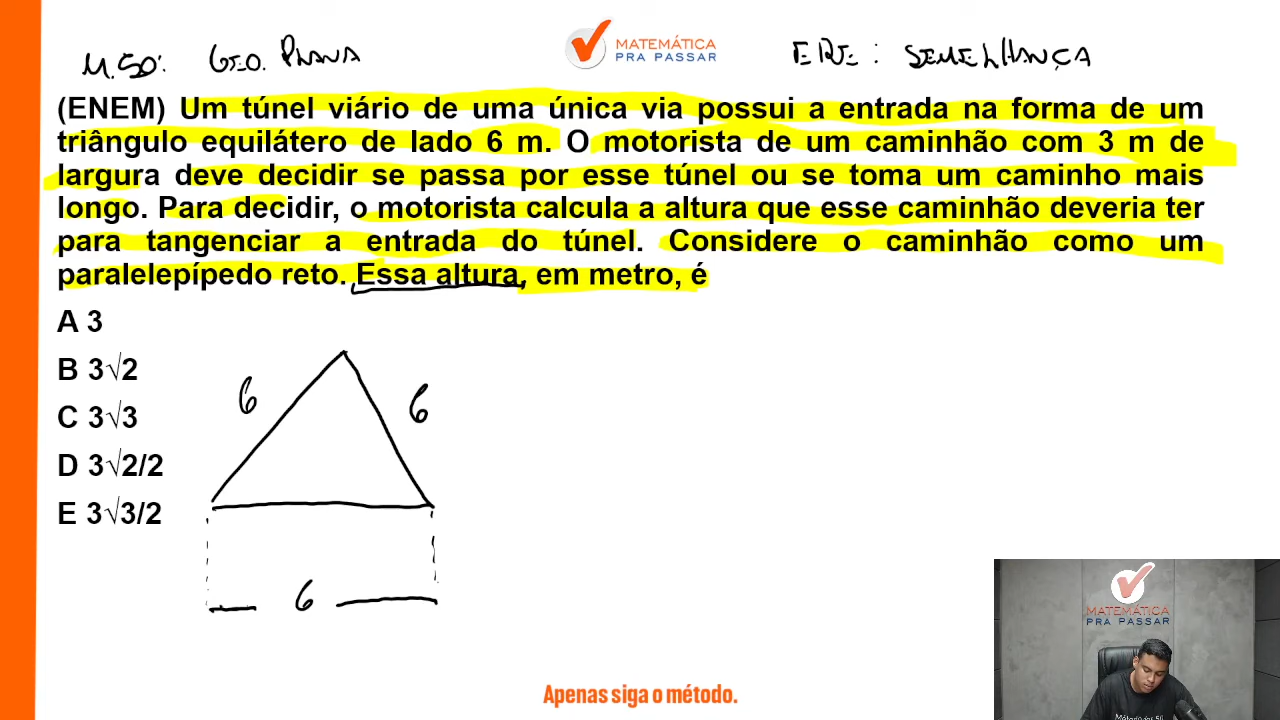 M.50: GEO. PLANA
MATEMÁTICA
PRA PASSAR
: SEMELHANÇA
(ENEM) Um túnel viário de uma única via possui a entrada na forma de um
triângulo equilátero de lado 6 m. O motorista de um caminhão com 3 m de
largura deve decidir se passa por esse túnel ou se toma um caminho mais
longo. Para decidir, o motorista calcula a altura que esse caminhão deveria ter
para tangenciar a entrada do túnel. Considere o caminhão como um
paralelepípedo reto. Essa altura, em metro, é
A 3
B 3√2
C 3√3
D 3√2/2
E 3√3/2
6 6
6
MATEMÁTICA
PRA PASSAR
Apenas siga o método.